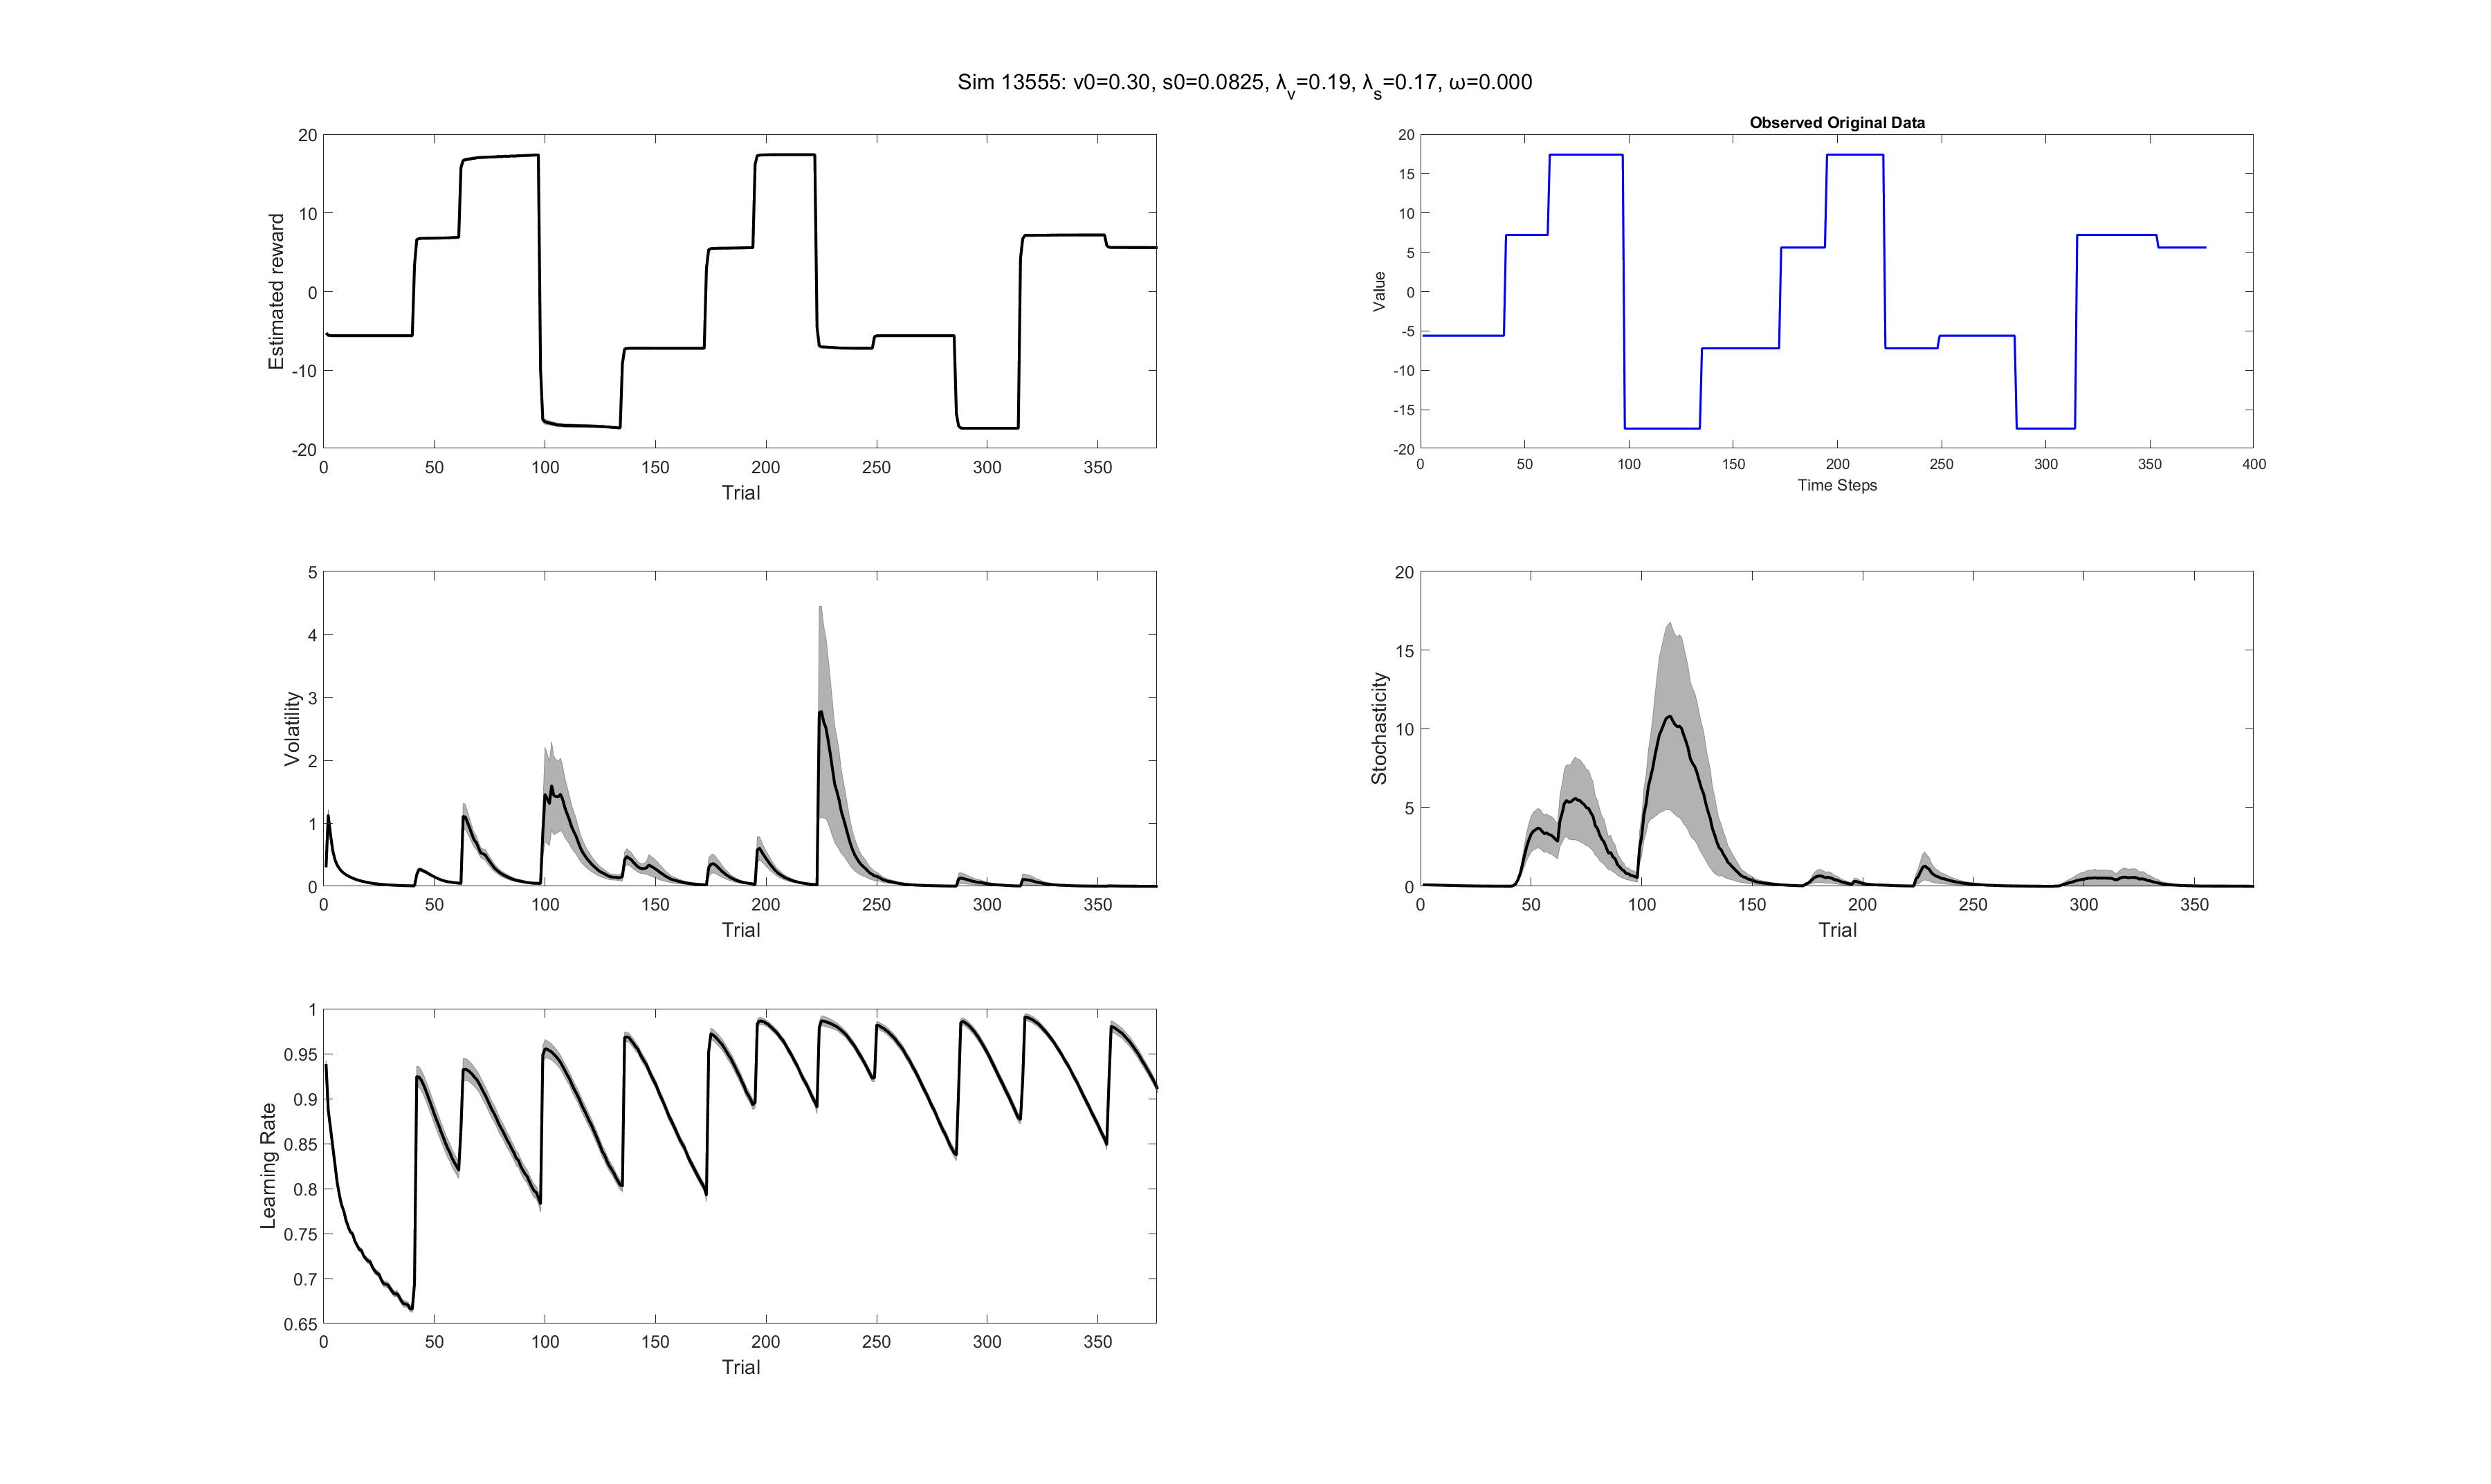 Sim 13555: v0=0.30, s0=0.0825, λv=0.19, λs=0.17, ω=0.000
20
10
0
-10
-20
Estimated reward
0 50 100 150 200 250 300 350
Trial
Observed Original Data
20
15
10
5
0
-5
-10
-15
-20
Value
0 50 100 150 200 250 300 350 400
Time Steps
5
4
3
2
1
0
Volatility
0 50 100 150 200 250 300 350
Trial
20
15
10
5
0
Stochasticity
0 50 100 150 200 250 300 350
Trial
1
0.95
0.9
0.85
0.8
0.75
0.7
0.65
Learning Rate
0 50 100 150 200 250 300 350
Trial